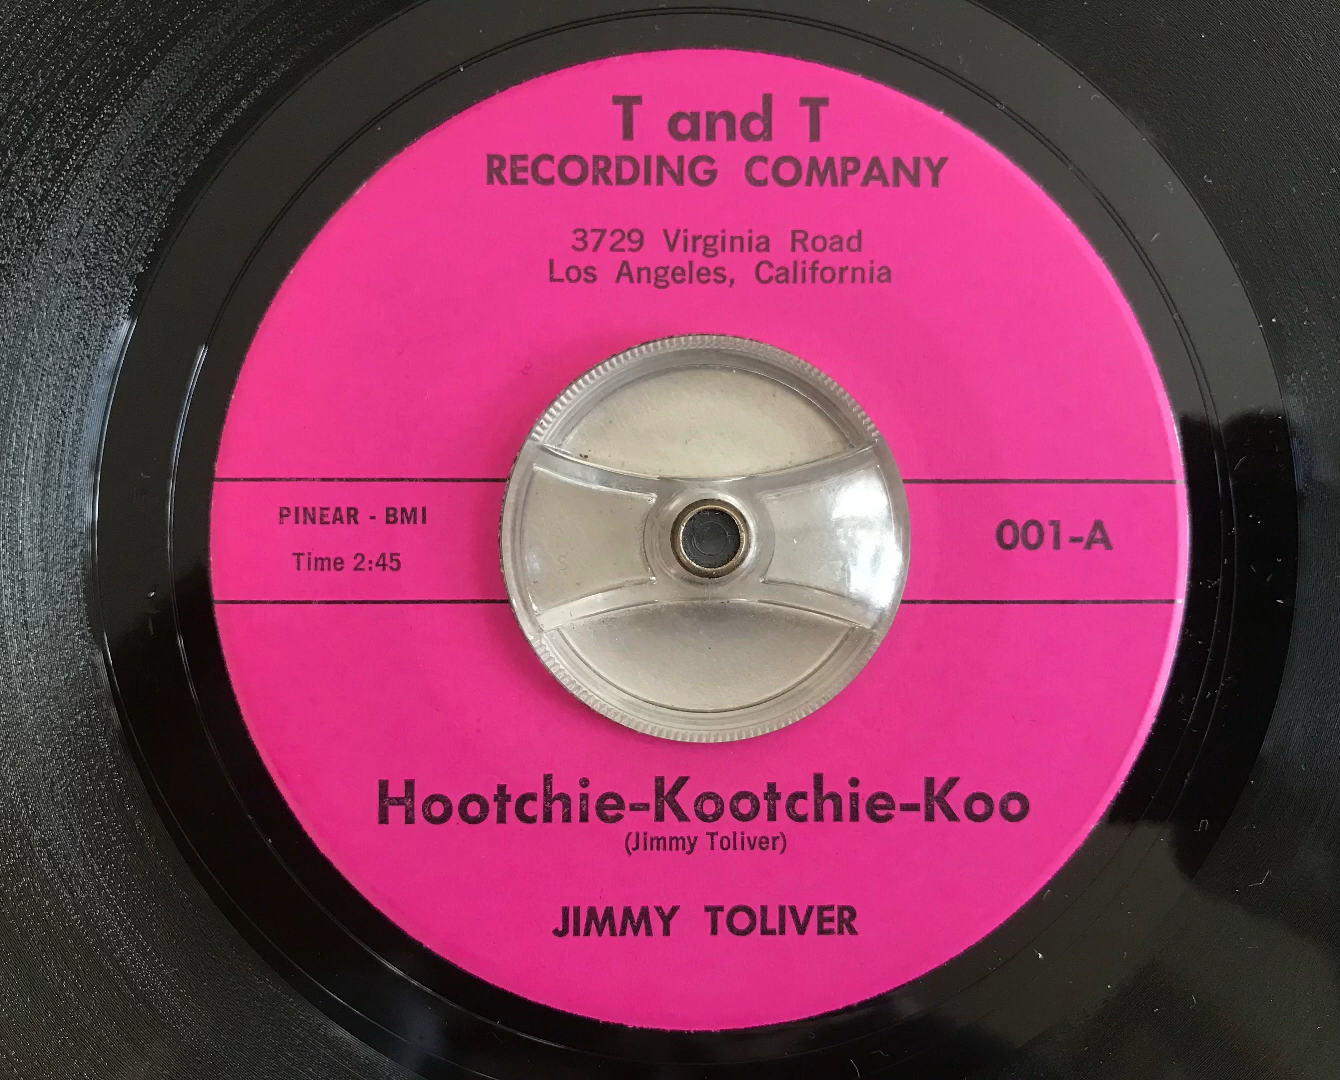 T and T
RECORDING COMPANY
3729 Virginia Road
Los Angeles, California
PINEAR - BMI
Time 2:45
001-A
Hootchie-Kootchie-Koo
(Jimmy Toliver)
JIMMY TOLIVER